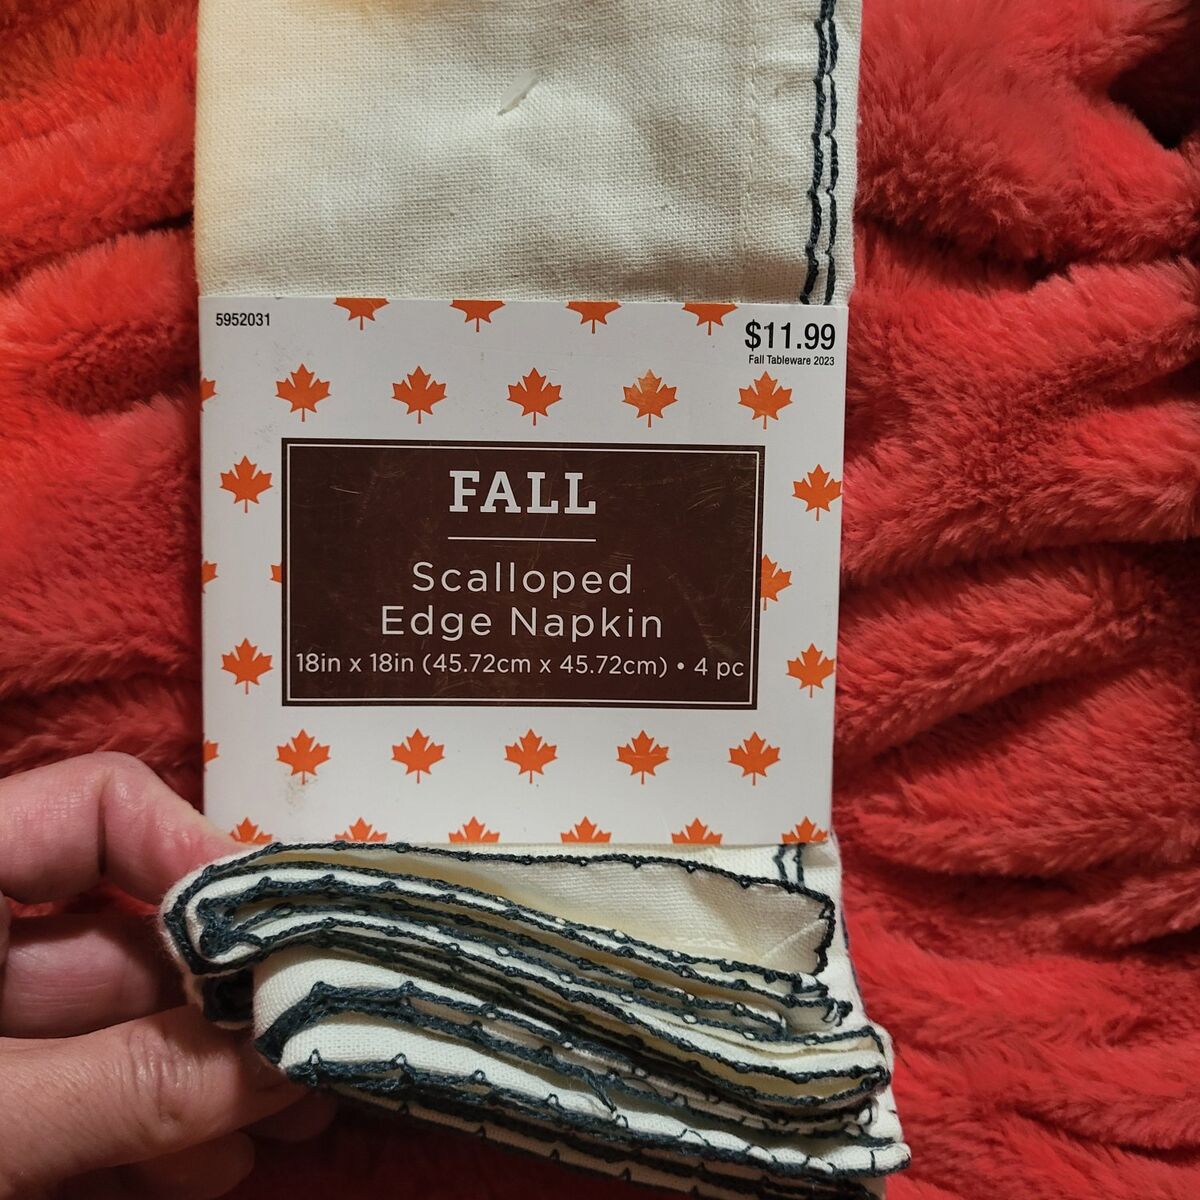 5952031
$11.99
Fall Tableware 2023
FALL
Scalloped
Edge Napkin
18in x 18in (45.72cm x 45.72cm) • 4 pc